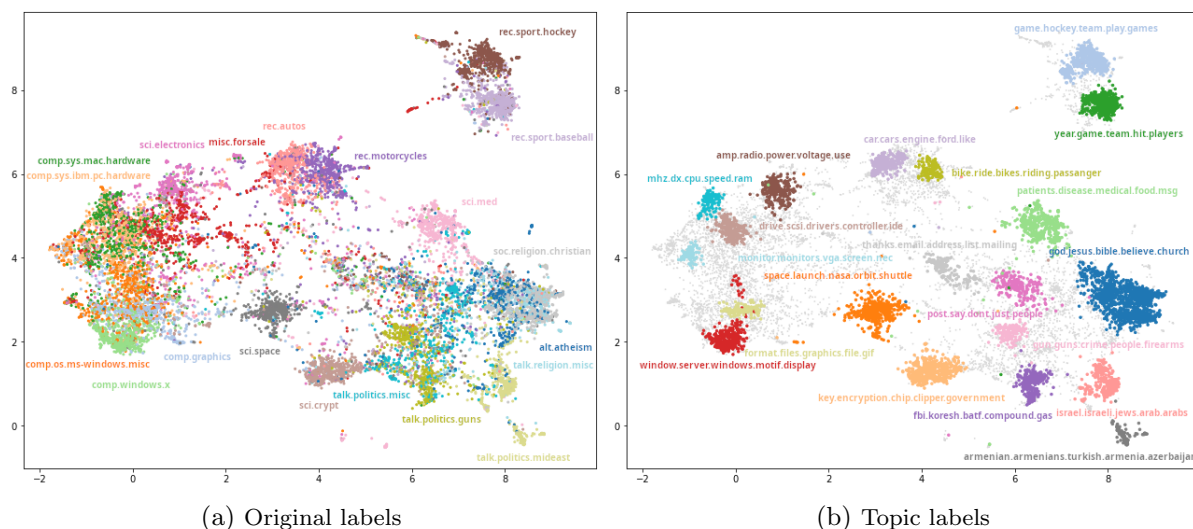 rec.sport.hockey
rec.sport.baseball
rec.autos
sci.electronics
misc.forsale
comp.sys.mac.hardware
rec.motorcycles
comp.sys.ibm.pc.hardware
sci.med
soc.religion.christian
comp.os.ms-windows.misc
comp.graphics
sci.space
alt.atheism
talk.religion.misc
comp.windows.x
talk.politics.misc
sci.crypt
talk.politics.guns
talk.politics.mideast
8
6
4
2
0
−2 0 2 4 6 8
(a) Original labels
game.hockey.team.play.games
year.game.team.hit.players
car.cars.engine.ford.like
amp.radio.power.voltage.use
bike.ride.bikes.riding.passanger
mhz.dx.cpu.speed.ram
patients.disease.medical.food.msg
drive.scsi.drivers.controller.ide
thanks.email.address.list.mailing
god.jesus.bible.believe.church
monitor.monitors.vga.screen.nec
space.launch.nasa.orbit.shuttle
post.say.dont.just.people
format.files.graphics.file.gif
gun.guns.crime.people.firearms
window.server.windows.motif.display
key.encryption.chip.clipper.government
fbi.koresh.batf.compound.gas
israel.israeli.jews.arab.arabs
armenian.armenians.turkish.armenia.azerbaijan
8
6
4
2
0
−2 0 2 4 6 8
(b) Topic labels